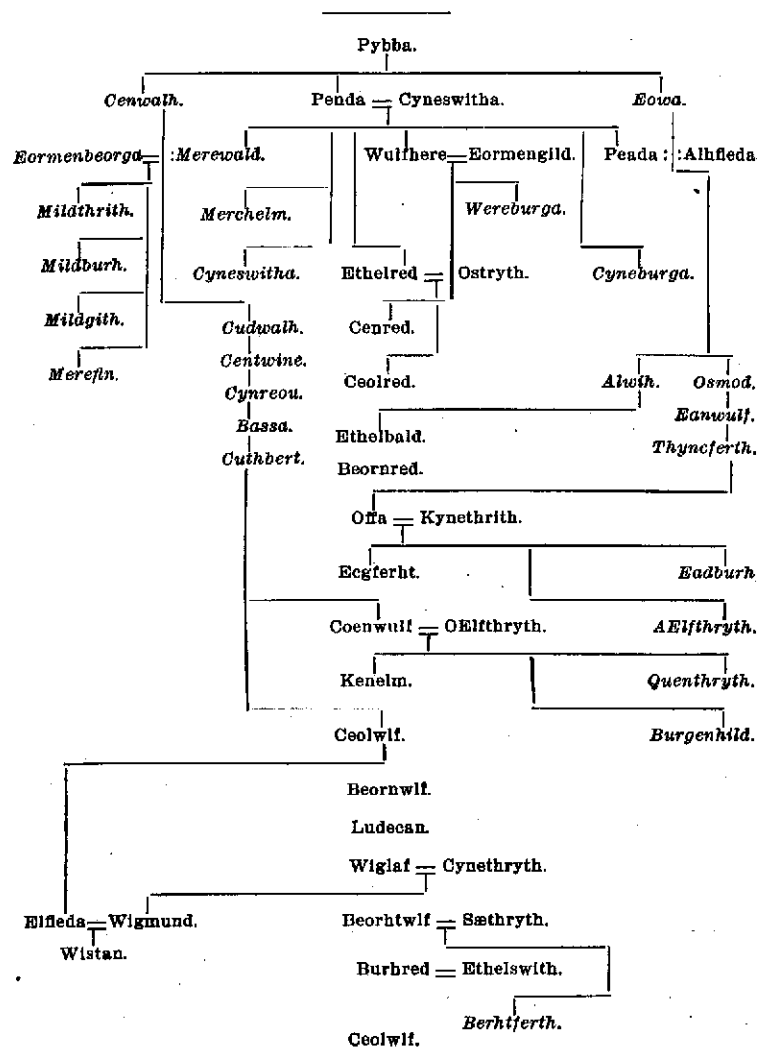 Pybba.
Cenwalh. Penda = Cyneswitha. Eowa.
Eormenbeorga = :Merewald. Wulfhere = Eormengild. Peada : :Alhfleda
Mildthrith. Merchelm. Wereburga.
Mildburh. Cyneswitha. Ethelred = Ostryth. Cyneburga.
Mildgith. Cudwalh. Cenred.
Merefin. Centwine. Ceolred. Alwih. Osmod.
Cynreou. Eanwulf.
Bassa. Ethelbald.
Cuthbert. Thyncferth.
Beornred.
Offa = Kynethrith.
Ecgferht. Eadburh
Coenwulf = OElfthryth. AElfthryth.
Kenelm. Quenthryth.
Ceolwlf. Burgenhild.
Beornwlf.
Ludecan.
Wiglaf = Cynethryth.
Elfleda = Wigmund. Beorhtwlf = Sæthryth.
Wistan.
Burhred = Ethelswith.
Berhtferth.
Ceolwlf.